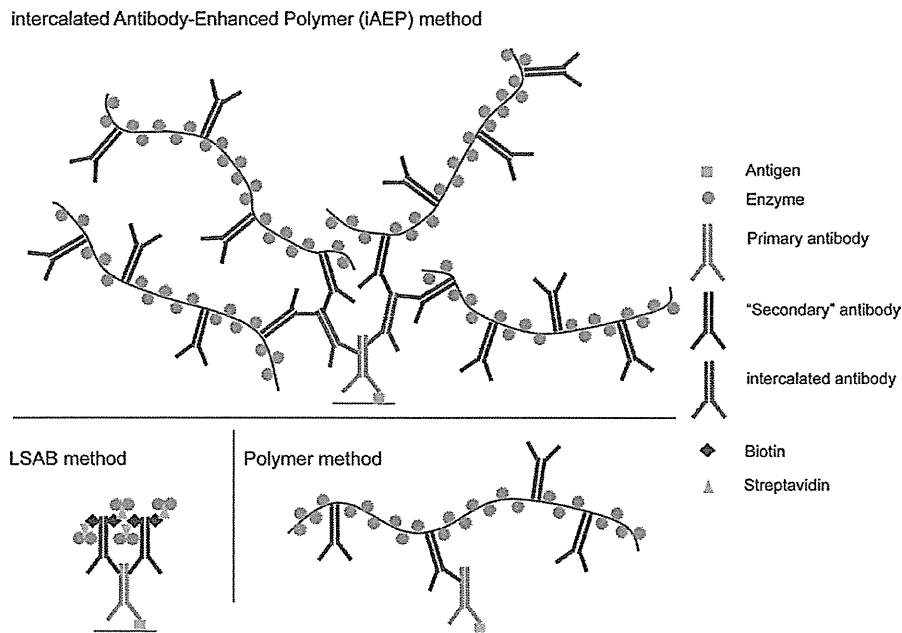 intercalated Antibody-Enhanced Polymer (iAEP) method
Antigen
Enzyme
Primary antibody
“Secondary” antibody
intercalated antibody
Biotin
Streptavidin
LSAB method
Polymer method